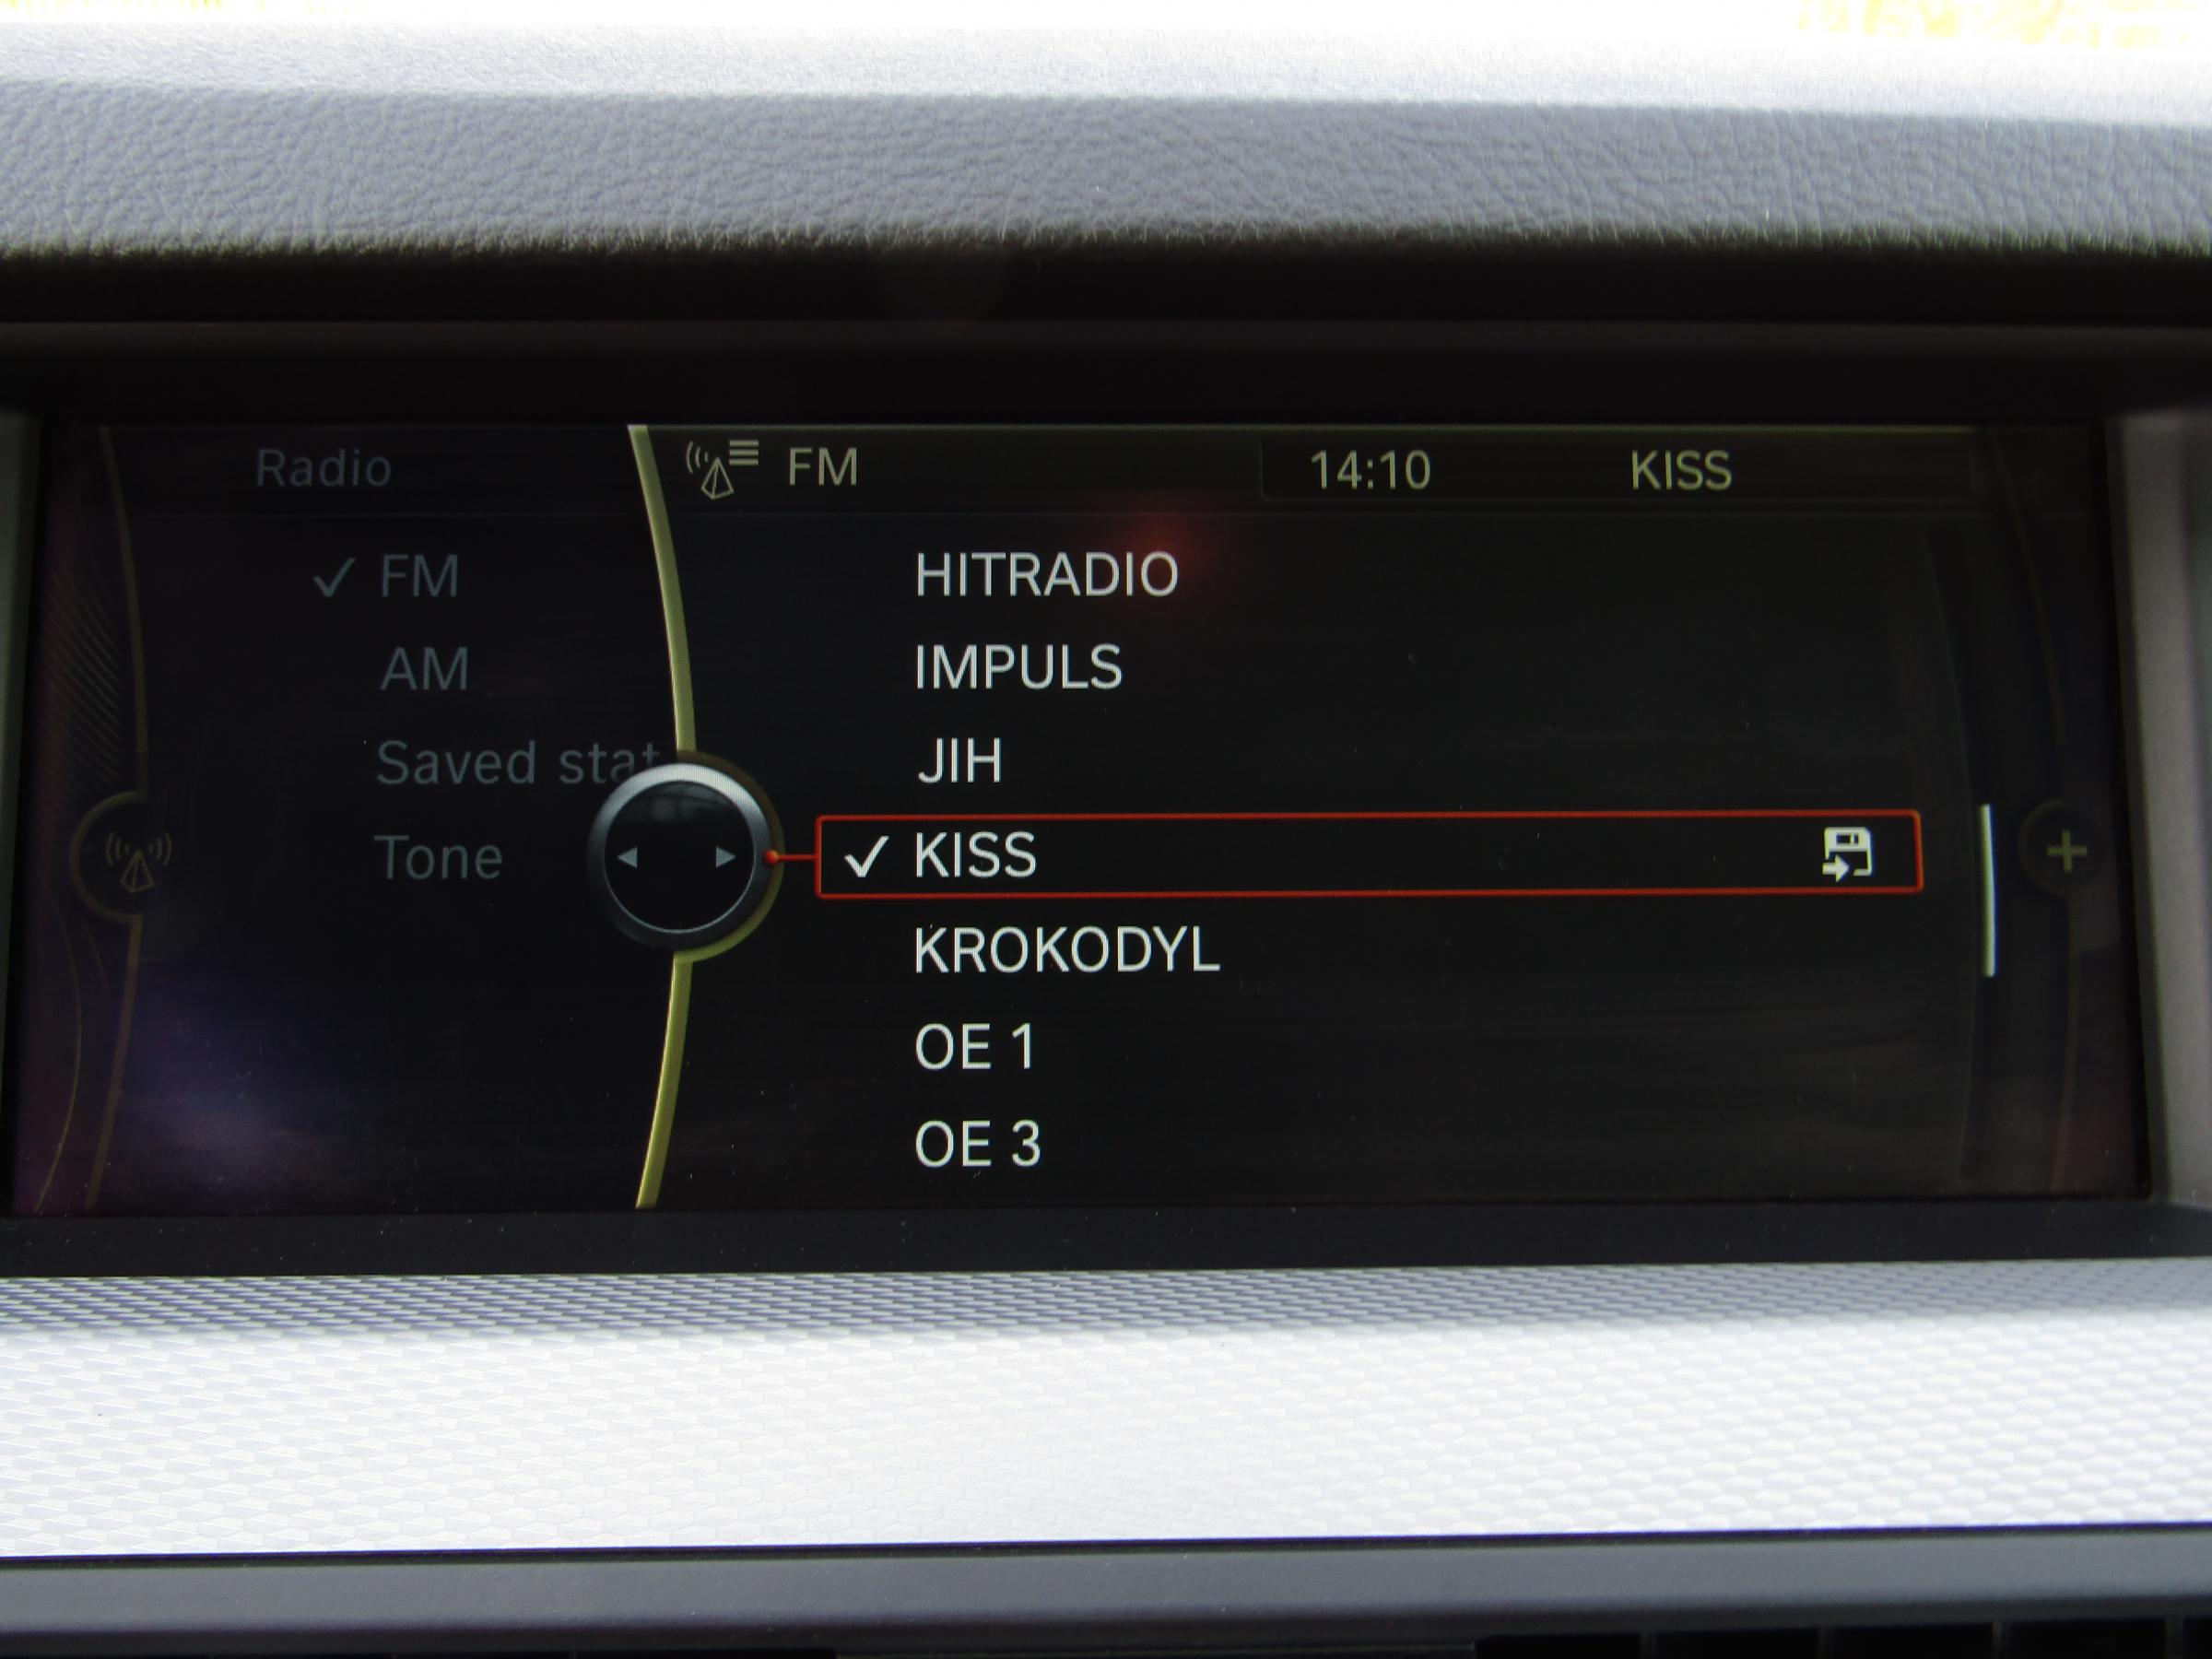 Radio
FM
AM
Saved stat
Tone
FM
14:10
KISS
HITRADIO
IMPULS
JIH
KISS
KROKODYL
OE 1
OE 3